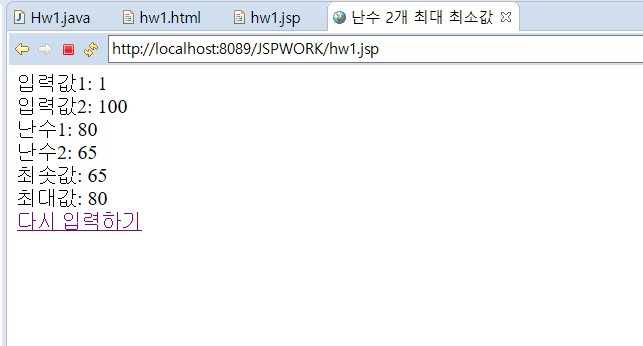 Hw1.java hw1.html hw1.jsp 난수 2개 최대 최소값
http://localhost:8089/JSPWORK/hw1.jsp
입력값1: 1
입력값2: 100
난수1: 80
난수2: 65
최솟값: 65
최대값: 80
다시 입력하기